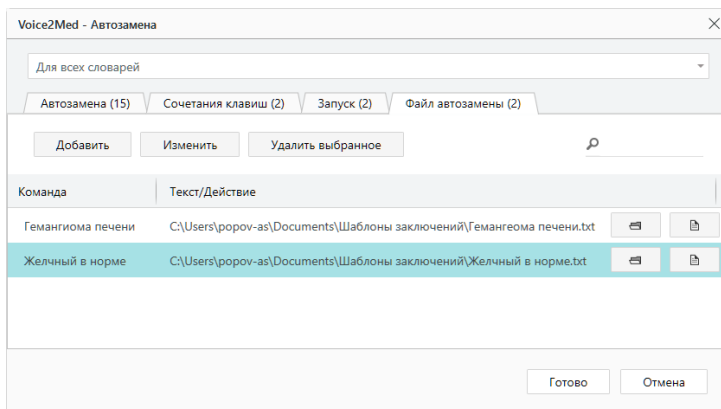 Voice2Med - Автозамена
Для всех словарей
Автозамена (15) Сочетания клавиш (2) Запуск (2) Файл автозамены (2)
Добавить Изменить Удалить выбранное
Команда Текст/Действие
Гемангиома печени C:\Users\popov-as\Documents\Шаблоны заключений\Гемангеома печени.txt
Желчный в норме C:\Users\popov-as\Documents\Шаблоны заключений\Желчный в норме.txt
Готово Отмена